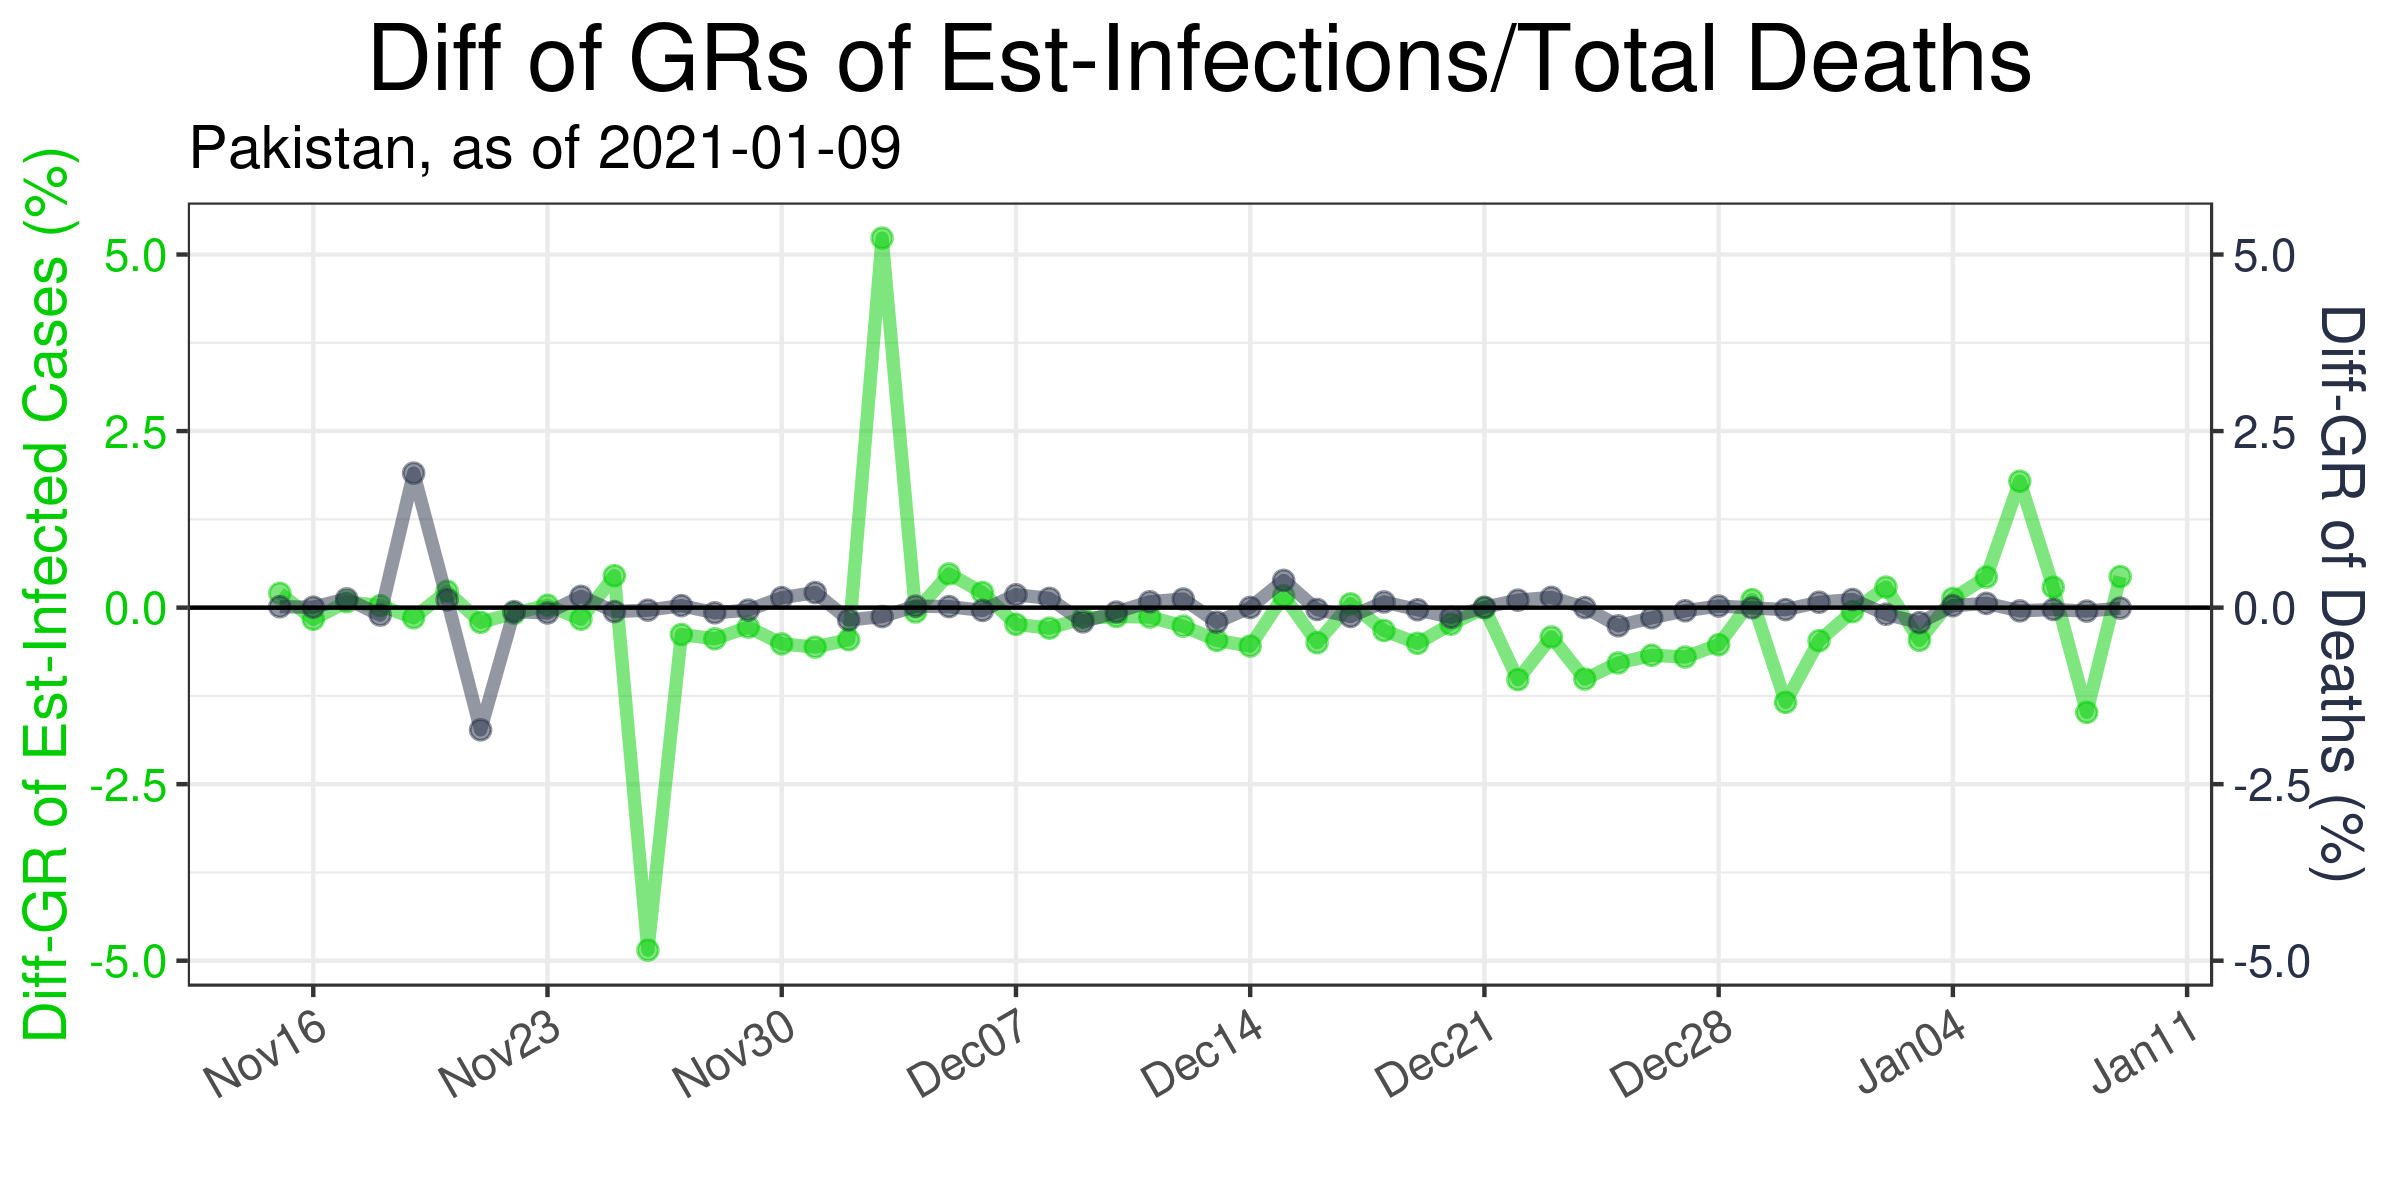 Diff of GRs of Est-Infections/Total Deaths
Pakistan, as of 2021-01-09
Diff-GR of Est-Infected Cases (%)
5.0
2.5
0.0
-2.5
-5.0
5.0
2.5
0.0
-2.5
-5.0
Diff-GR of Deaths (%)
Nov16
Nov23
Nov30
Dec07
Dec14
Dec21
Dec28
Jan04
Jan11